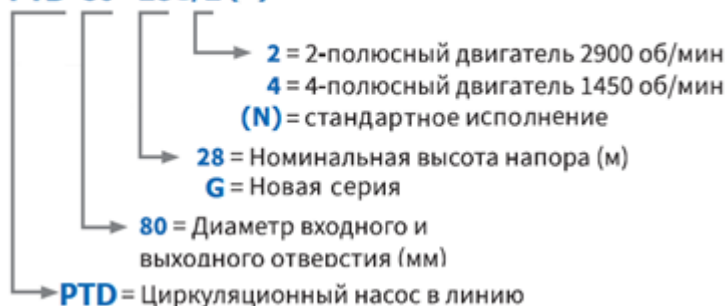 2 = 2-полюсный двигатель 2900 об/мин
4 = 4-полюсный двигатель 1450 об/мин
(N) = стандартное исполнение
28 = Номинальная высота напора (м)
G = Новая серия
80 = Диаметр входного и
выходного отверстия (мм)
PTD = Циркуляционный насос в линию